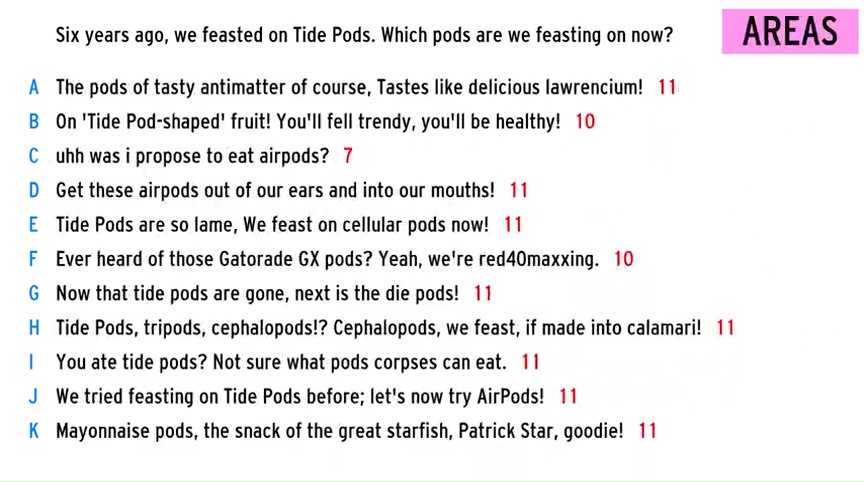 Six years ago, we feasted on Tide Pods. Which pods are we feasting on now?
AREAS
A The pods of tasty antimatter of course, Tastes like delicious lawrencium! 11
B On 'Tide Pod-shaped' fruit! You'll fell trendy, you'll be healthy! 10
C uhh was i propose to eat airpods? 7
D Get these airpods out of our ears and into our mouths! 11
E Tide Pods are so lame, We feast on cellular pods now! 11
F Ever heard of those Gatorade GX pods? Yeah, we're red40maxxing. 10
G Now that tide pods are gone, next is the die pods! 11
H Tide Pods, tripods, cephalopods!? Cephalopods, we feast, if made into calamari! 11
I You ate tide pods? Not sure what pods corpses can eat. 11
J We tried feasting on Tide Pods before; let's now try AirPods! 11
K Mayonnaise pods, the snack of the great starfish, Patrick Star, goodie! 11